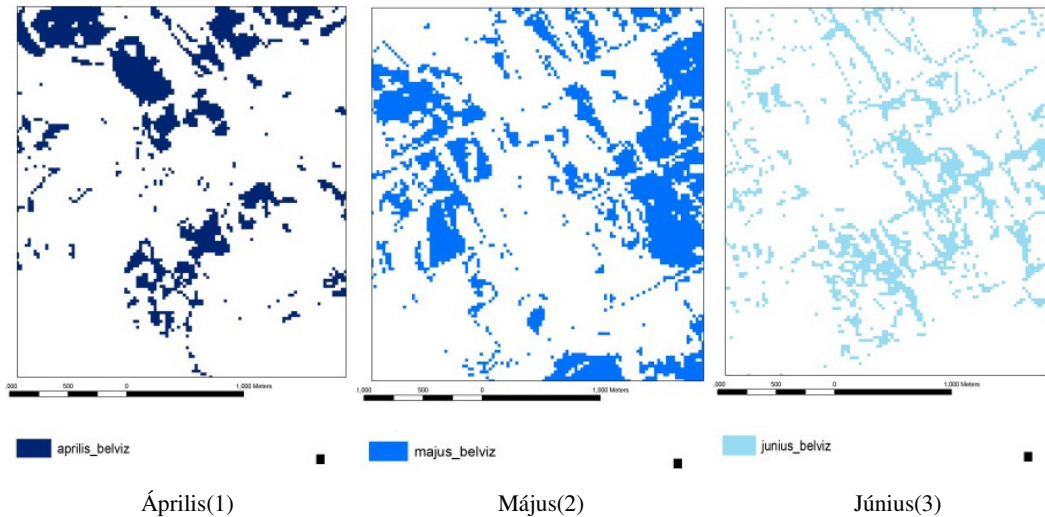 ,000 500 0 1,000 Meters
1,000 500 0 1,000 Meters
,000 500 0 1,000 Meters
aprilis_belviz
majus_belviz
junius_belviz
Április(1)
Május(2)
Június(3)